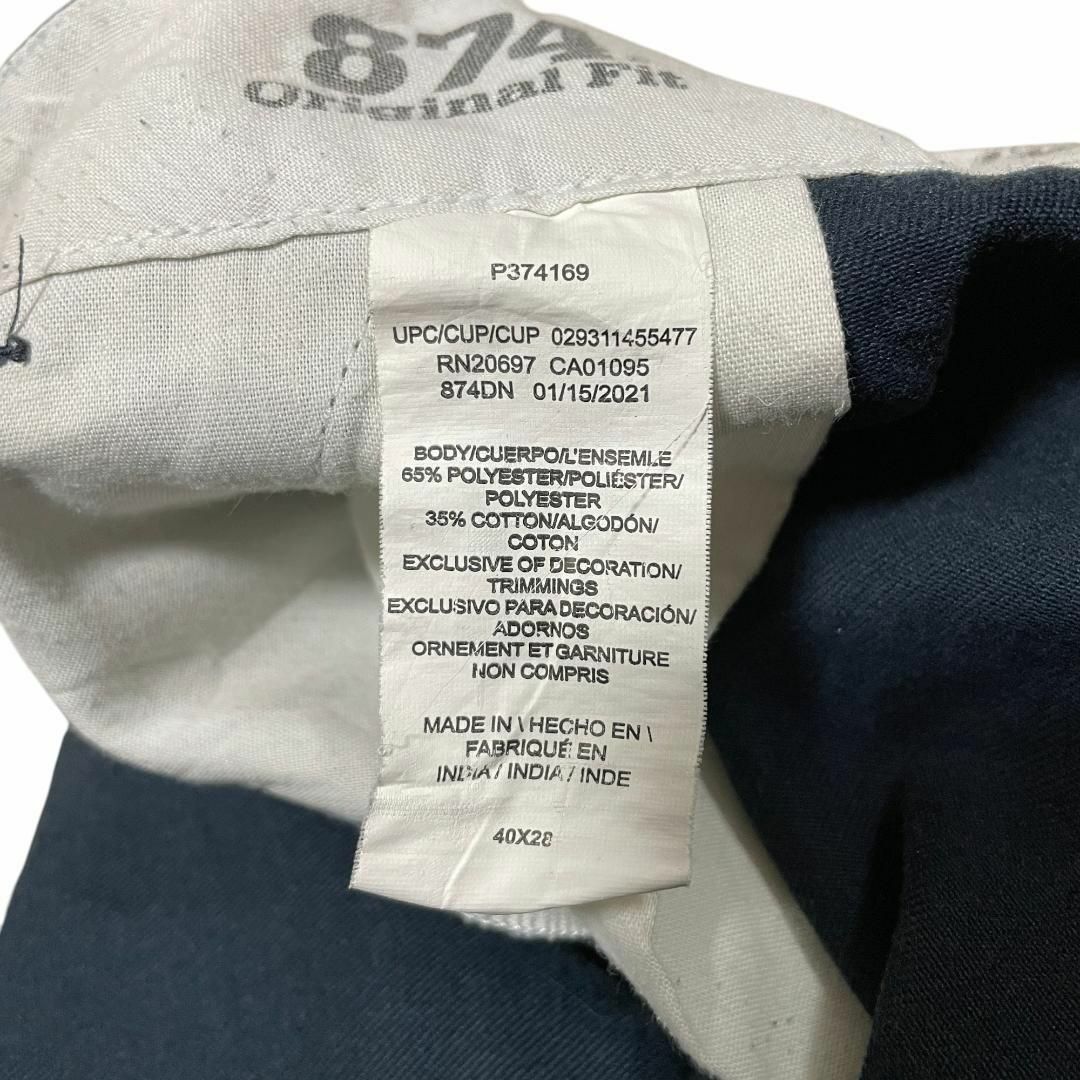 874
Original Fit
P374169
UPC/CUP/CUP 029311455477
RN20697 CA01095
874DN 01/15/2021
BODY/CUERPO/L'ENSEMLE
65% POLYESTER/POLIÉSTER/
POLYESTER
35% COTTON/ALGODÓN/
COTON
EXCLUSIVE OF DECORATION/
TRIMMINGS
EXCLUSIVO PARA DECORACIÓN/
ADORNOS
ORNEMENT ET GARNITURE
NON COMPRIS
MADE IN \ HECHO EN \
FABRIQUÉ EN
INDIA / INDIA / INDE
40X28